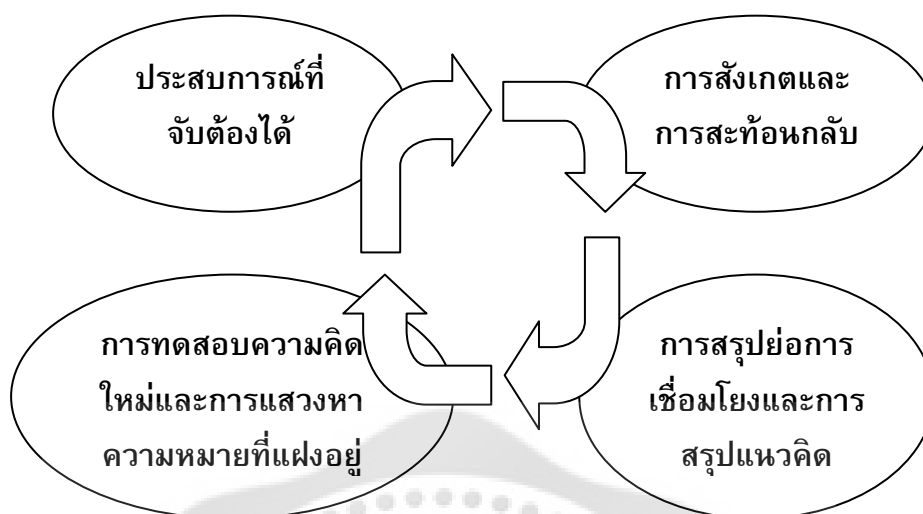 ประสบการณ์ที่
จับต้องได้
การสังเกตและ
การสะท้อนกลับ
การทดสอบความคิด
ใหม่และการแสวงหา
ความหมายที่แฝงอยู่
การสรุปย่อการ
เชื่อมโยงและการ
สรุปแนวคิด